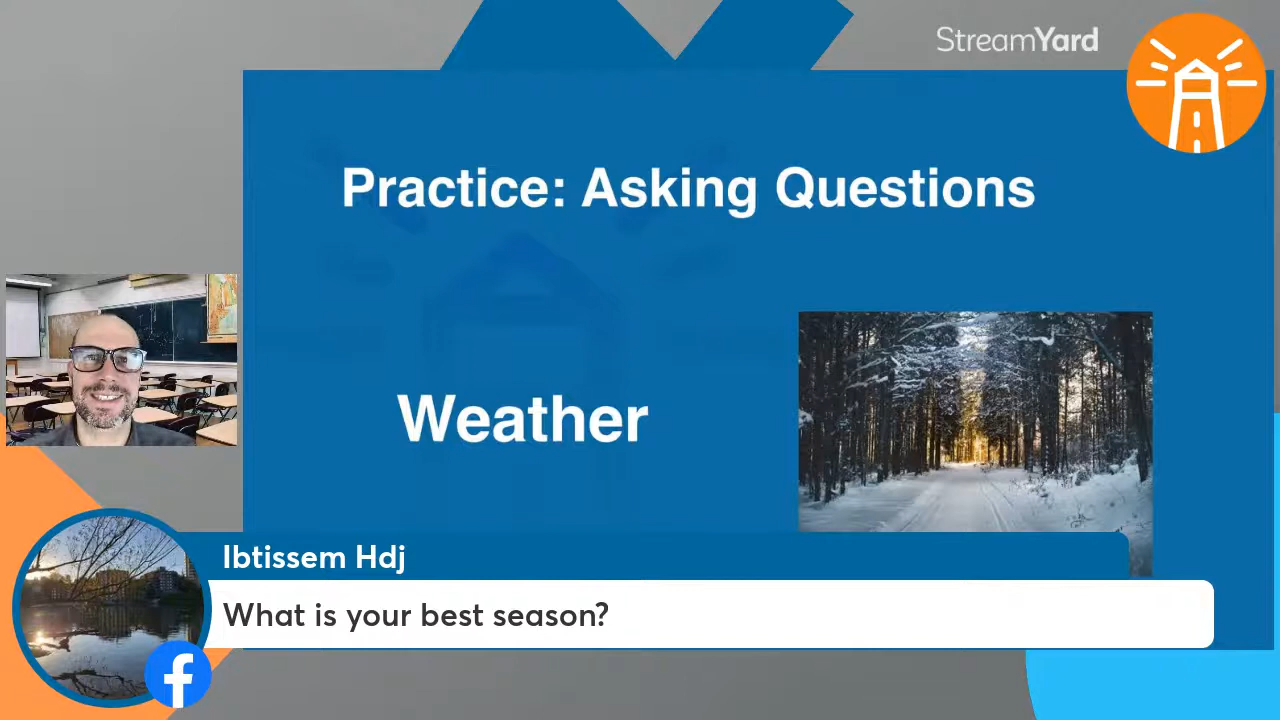 StreamYard
Practice: Asking Questions
Weather
Ibtissem Hdj
What is your best season?